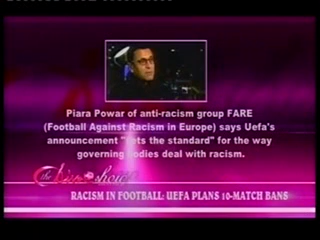 Piara Powar of anti-racism group FARE
(Football Against Racism in Europe) says Uefa's
announcement "sets the standard" for the way
governing bodies deal with racism.
the
RACISM IN FOOTBALL: UEFA PLANS 10-MATCH BANS